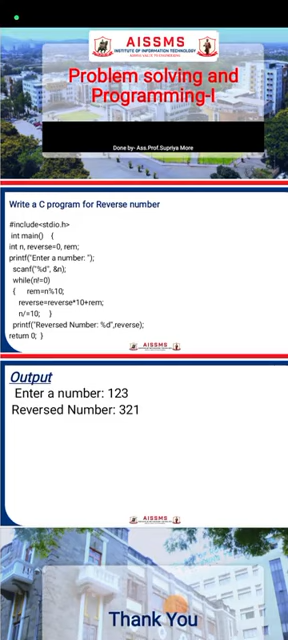 AISSMS
INSTITUTE OF INFORMATION TECHNOLOGY
Problem solving and
Programming-I
Done by- Ass.Prof.Supriya More
Write a C program for Reverse number
#include<stdio.h>
int main() {
int n, reverse=0, rem;
printf("Enter a number: ");
scanf("%d", &n);
while(n!=0)
{ rem=n%10;
reverse=reverse*10+rem;
n/=10; }
printf("Reversed Number: %d",reverse);
return 0; }
AISSMS
Output
Enter a number: 123
Reversed Number: 321
AISSMS
Thank You